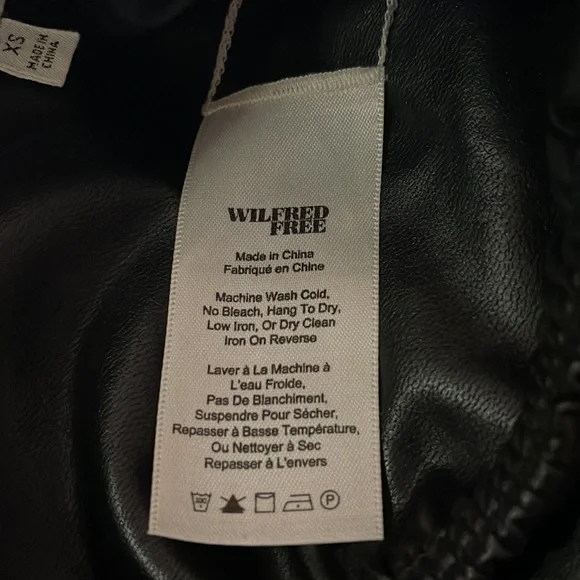 XS
MADE IN
CHINA
WILFRED
FREE
Made in China
Fabriqué en Chine
Machine Wash Cold,
No Bleach, Hang To Dry,
Low Iron, Or Dry Clean
Iron On Reverse
Laver à La Machine à
L'eau Froide,
Pas De Blanchiment,
Suspendre Pour Sécher,
Repasser à Basse Température,
Ou Nettoyer à Sec
Repasser à L'envers
P